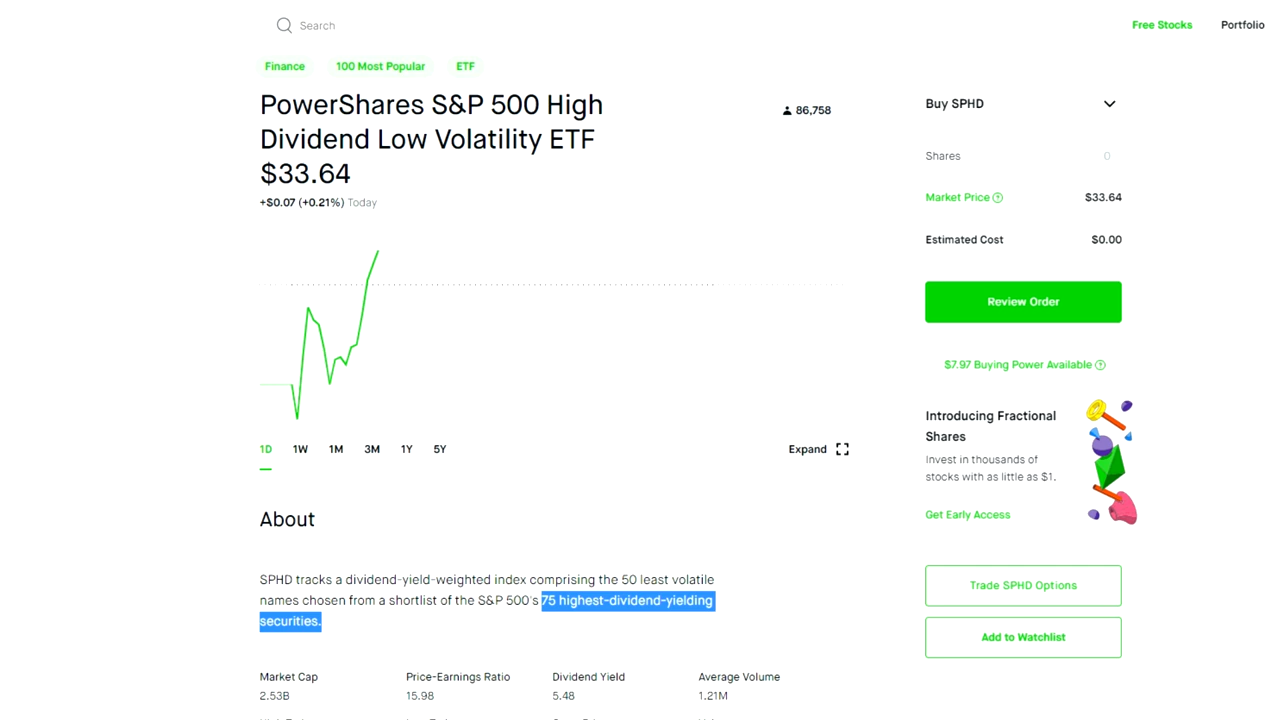 Search
Free Stocks
Portfolio
Finance
100 Most Popular
ETF
PowerShares S&P 500 High
Dividend Low Volatility ETF
$33.64
+$0.07 (+0.21%) Today
86,758
1D
1W
1M
3M
1Y
5Y
Expand
About
SPHD tracks a dividend-yield-weighted index comprising the 50 least volatile
names chosen from a shortlist of the S&P 500's 75 highest-dividend-yielding
securities.
Market Cap
2.53B
Price-Earnings Ratio
15.98
Dividend Yield
5.48
Average Volume
1.21M
Buy SPHD
Shares
0
Market Price
$33.64
Estimated Cost
$0.00
Review Order
$7.97 Buying Power Available
Introducing Fractional
Shares
Invest in thousands of
stocks with as little as $1.
Get Early Access
Trade SPHD Options
Add to Watchlist